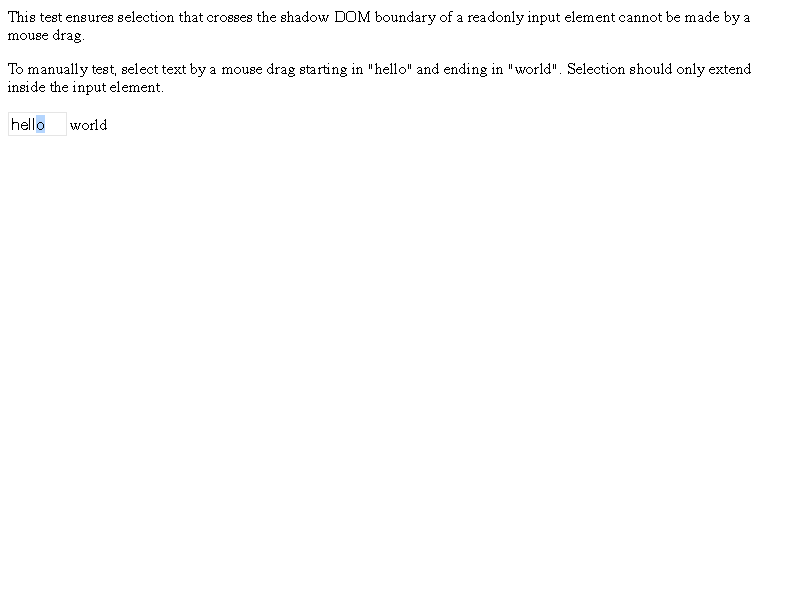 This test ensures selection that crosses the shadow DOM boundary of a readonly input element cannot be made by a
mouse drag.
To manually test, select text by a mouse drag starting in "hello" and ending in "world". Selection should only extend
inside the input element.
hello world